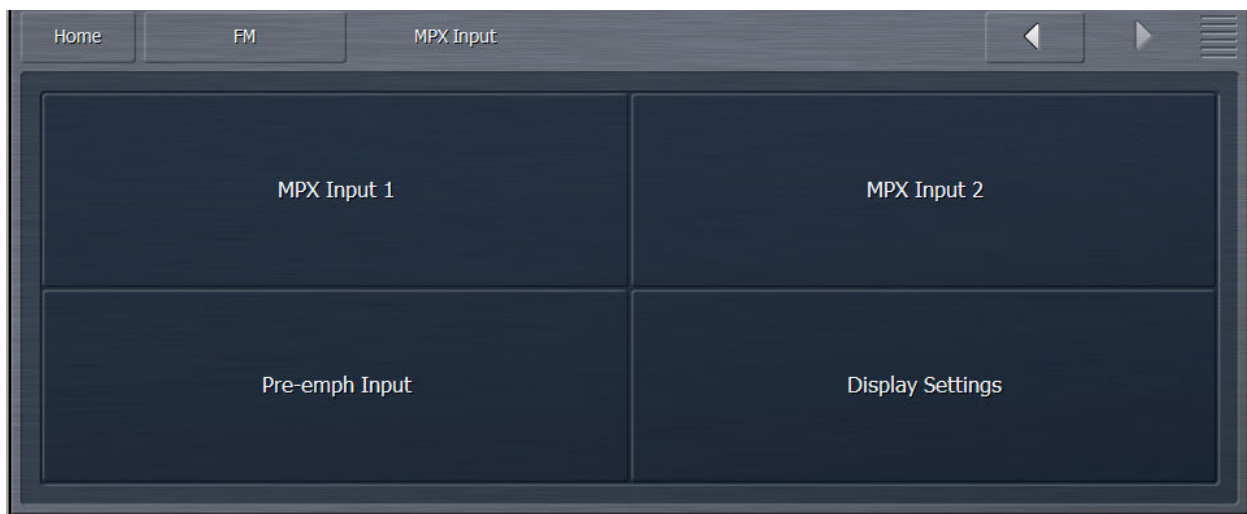 Home FM MPX Input
MPX Input 1 MPX Input 2
Pre-emph Input Display Settings